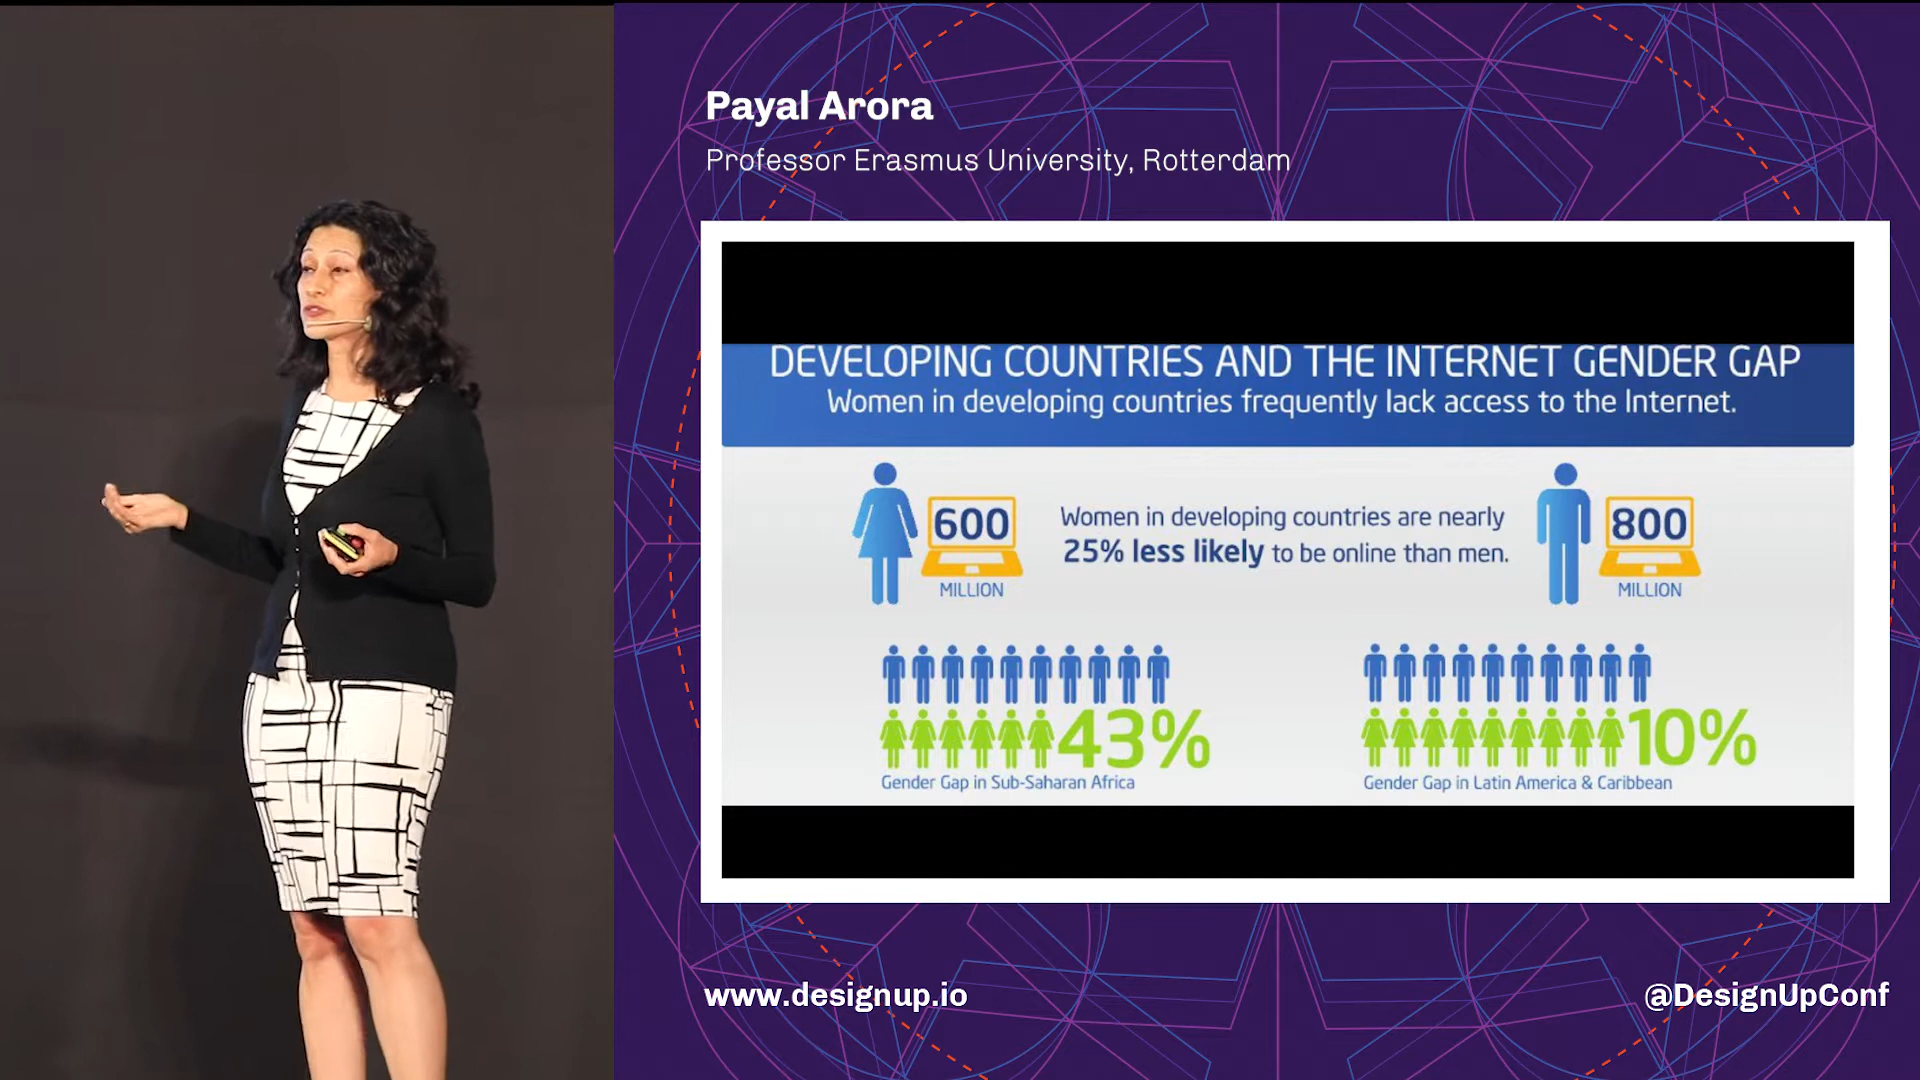 Payal Arora
Professor Erasmus University, Rotterdam
DEVELOPING COUNTRIES AND THE INTERNET GENDER GAP
Women in developing countries frequently lack access to the Internet.
600
MILLION
Women in developing countries are nearly
25% less likely to be online than men.
800
MILLION
43%
Gender Gap in Sub-Saharan Africa
10%
Gender Gap in Latin America & Caribbean
www.designup.io
@DesignUpConf